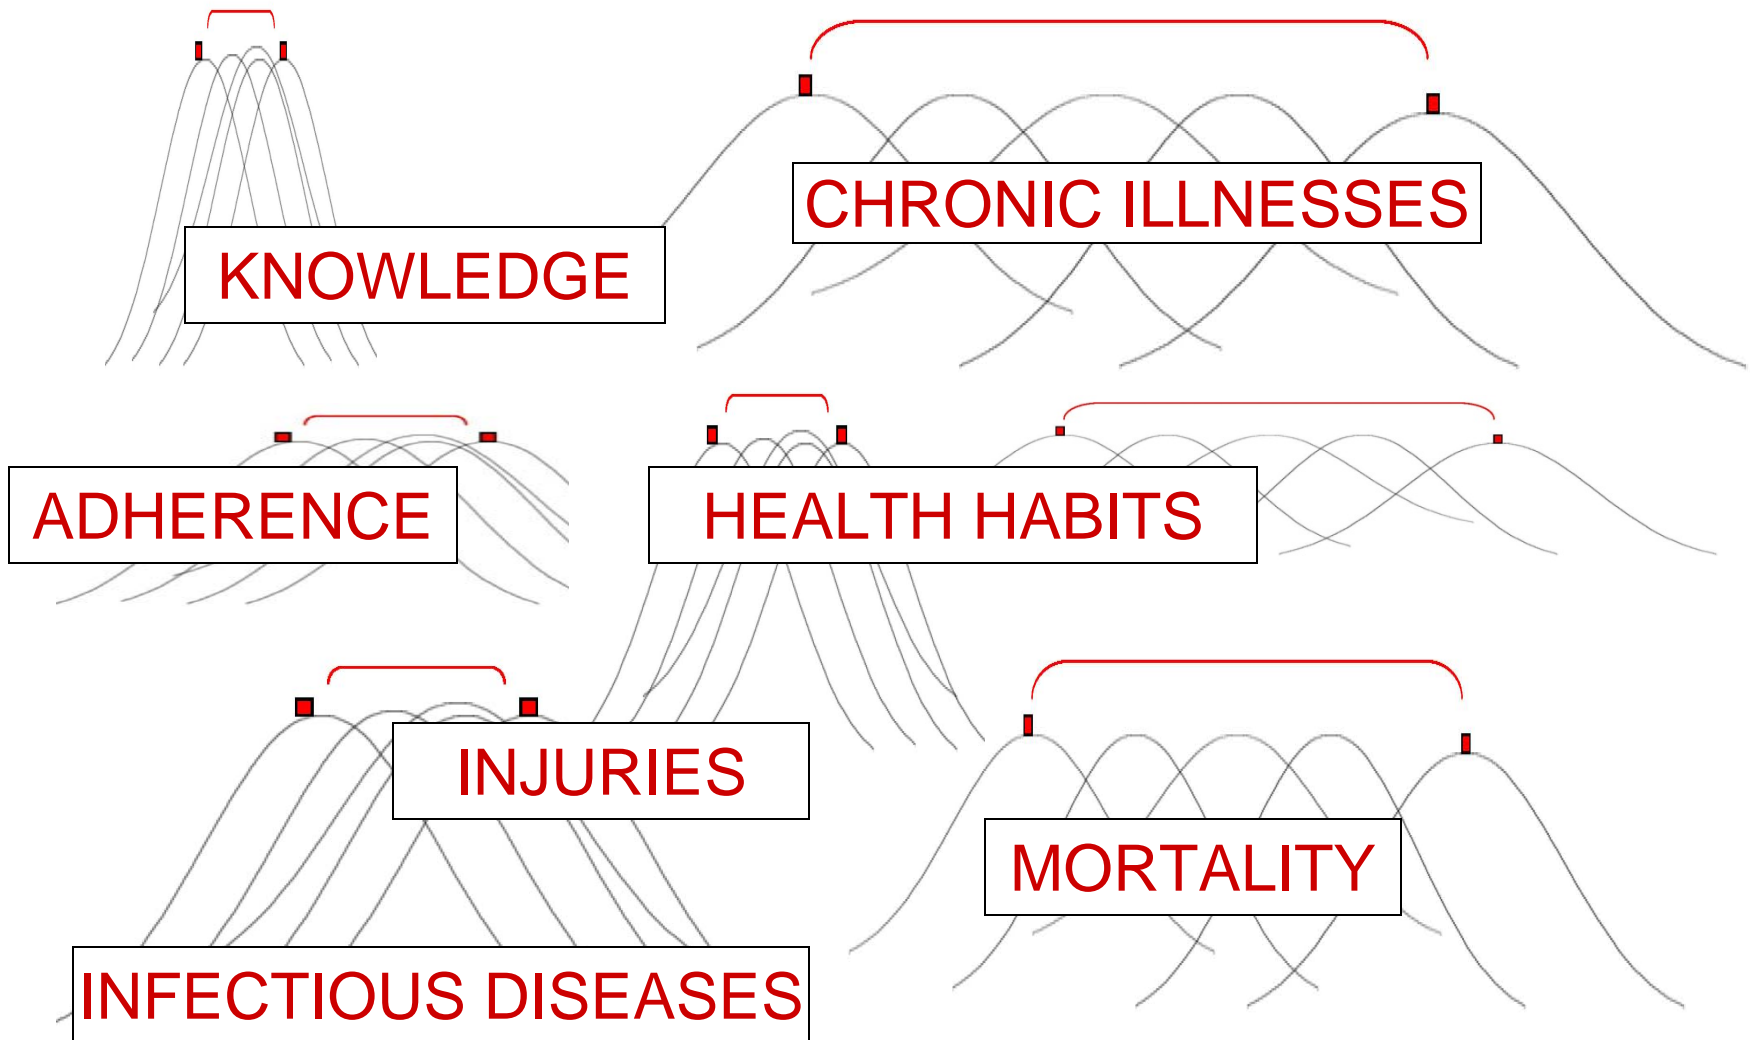 CHRONIC ILLNESSES
KNOWLEDGE
ADHERENCE
HEALTH HABITS
INJURIES
MORTALITY
INFECTIOUS DISEASES